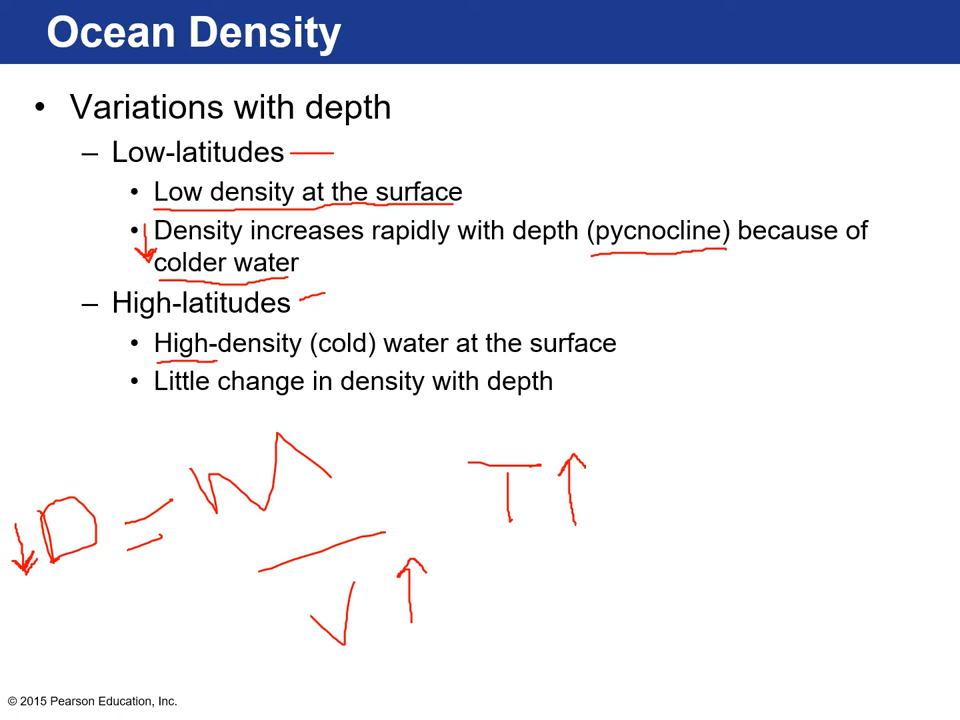 Ocean Density
• Variations with depth
– Low-latitudes
• Low density at the surface
• Density increases rapidly with depth (pycnocline) because of
colder water
– High-latitudes
• High-density (cold) water at the surface
• Little change in density with depth
↓D = M T↑
V↑
© 2015 Pearson Education, Inc.